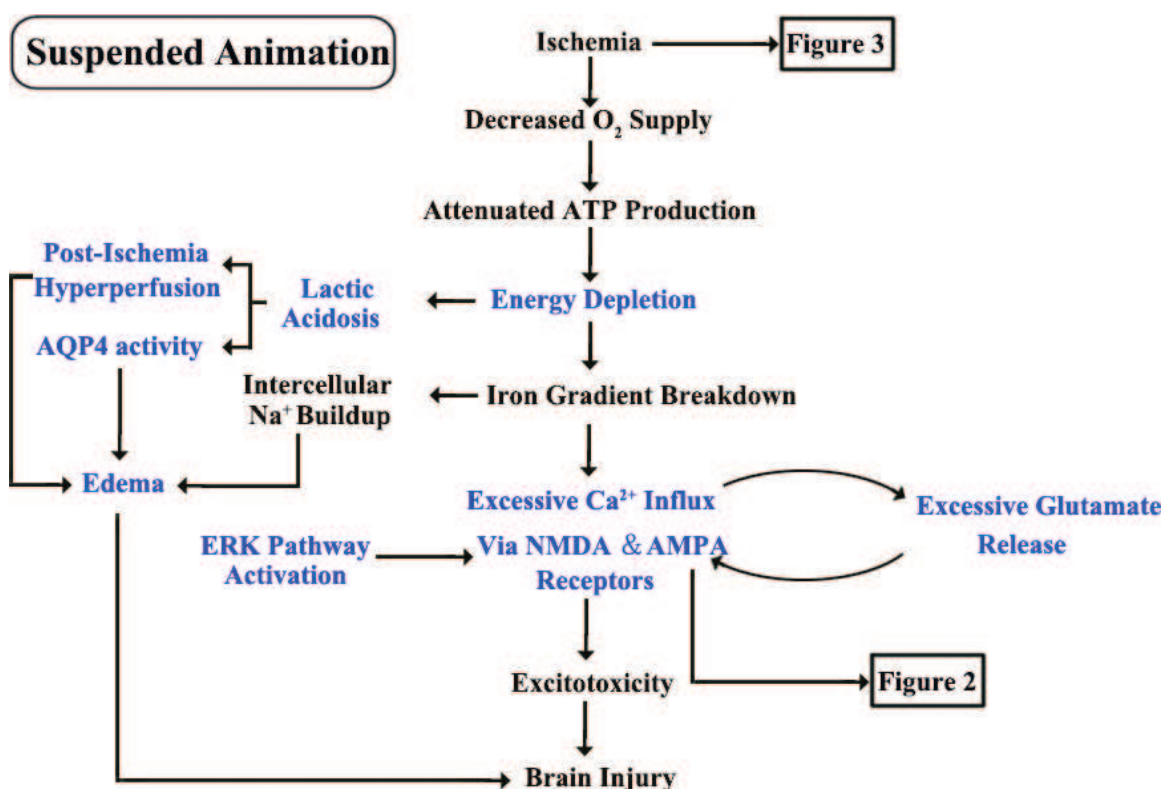 Suspended Animation
Ischemia
Figure 3
Decreased O₂ Supply
Attenuated ATP Production
Post-Ischemia
Hyperperfusion
Lactic
Acidosis
Energy Depletion
AQP4 activity
Intercellular
Na⁺ Buildup
Iron Gradient Breakdown
Edema
Excessive Ca²⁺ Influx
Via NMDA & AMPA
Receptors
Excessive Glutamate
Release
ERK Pathway
Activation
Excitotoxicity
Figure 2
Brain Injury